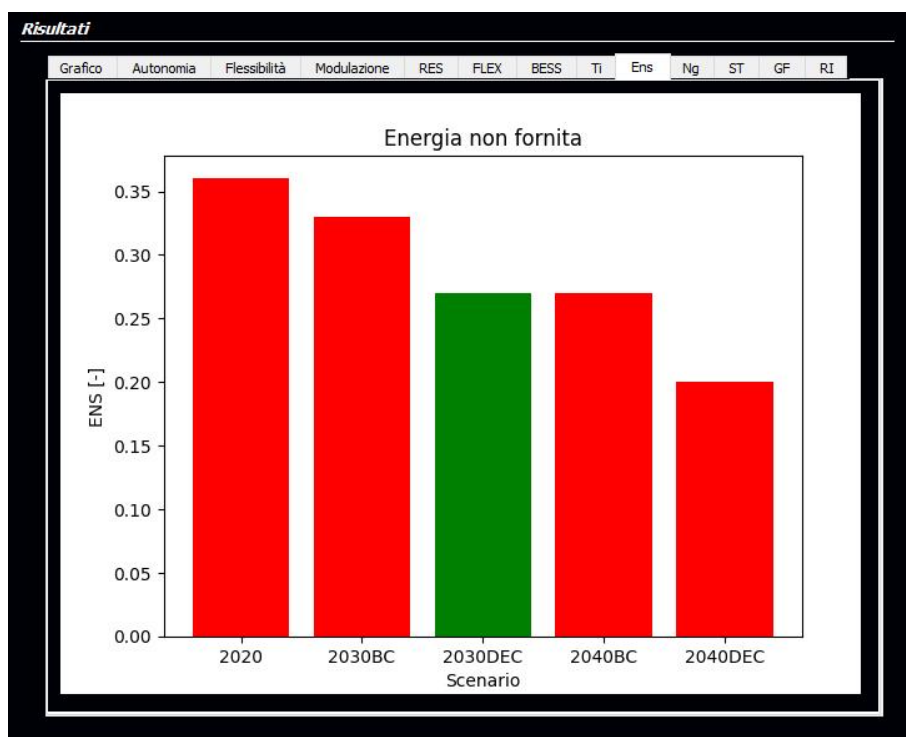 Risultati
Grafico Autonomia Flessibilità Modulazione RES FLEX BESS Ti Ens Ng ST GF RI
Energia non fornita
0.35
0.30
0.25
0.20
0.15
0.10
0.05
0.00
ENS [-]
2020 2030BC 2030DEC 2040BC 2040DEC
Scenario